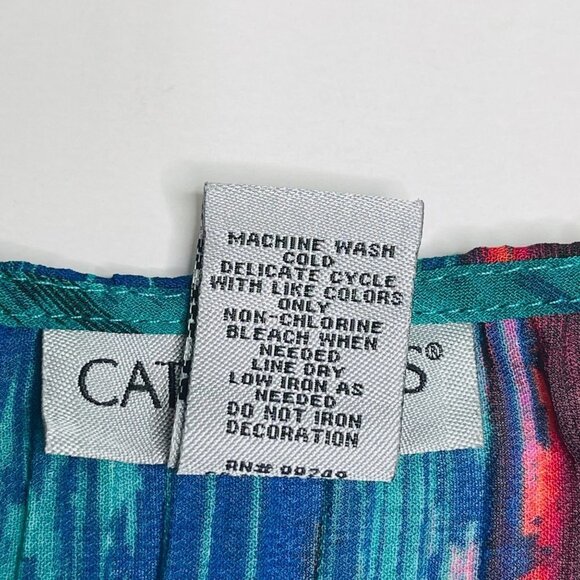 MACHINE WASH
COLD
DELICATE CYCLE
WITH LIKE COLORS
ONLY
NON-CHLORINE
BLEACH WHEN
NEEDED
LINE DRY
LOW IRON AS
NEEDED
DO NOT IRON
DECORATION
RN#
CAT S®